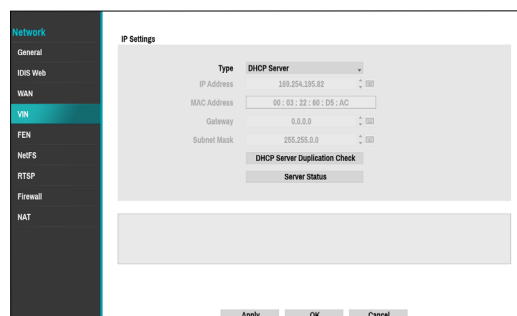 Network
General
IDIS Web
WAN
VIN
FEN
NetFS
RTSP
Firewall
NAT
IP Settings
Type DHCP Server
IP Address 169.254.195.82
MAC Address 00 : 03 : 22 : 60 : D5 : AC
Gateway 0.0.0.0
Subnet Mask 255.255.0.0
DHCP Server Duplication Check
Server Status
Apply OK Cancel